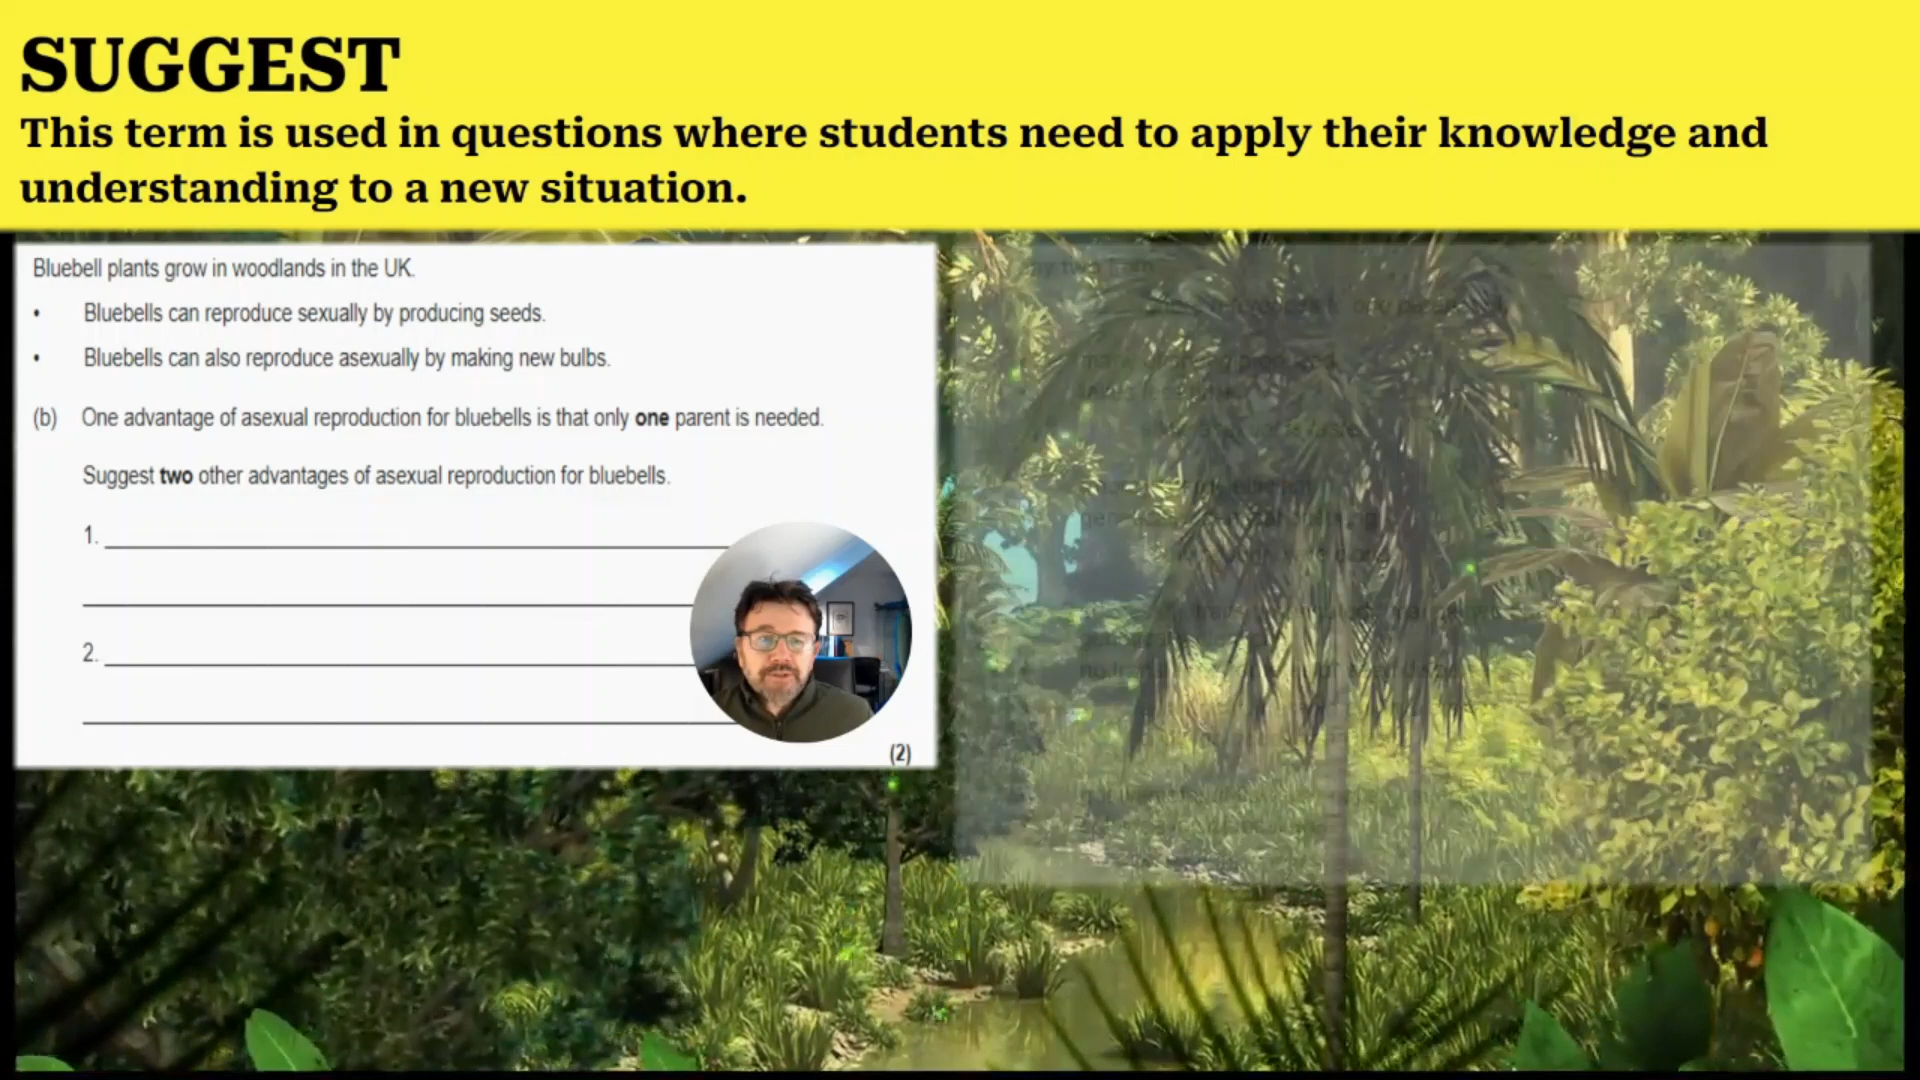 SUGGEST
This term is used in questions where students need to apply their knowledge and
understanding to a new situation.
Bluebell plants grow in woodlands in the UK.
• Bluebells can reproduce sexually by producing seeds.
• Bluebells can also reproduce asexually by making new bulbs.
(b) One advantage of asexual reproduction for bluebells is that only one parent is needed.
Suggest two other advantages of asexual reproduction for bluebells.
1.
2.
(2)